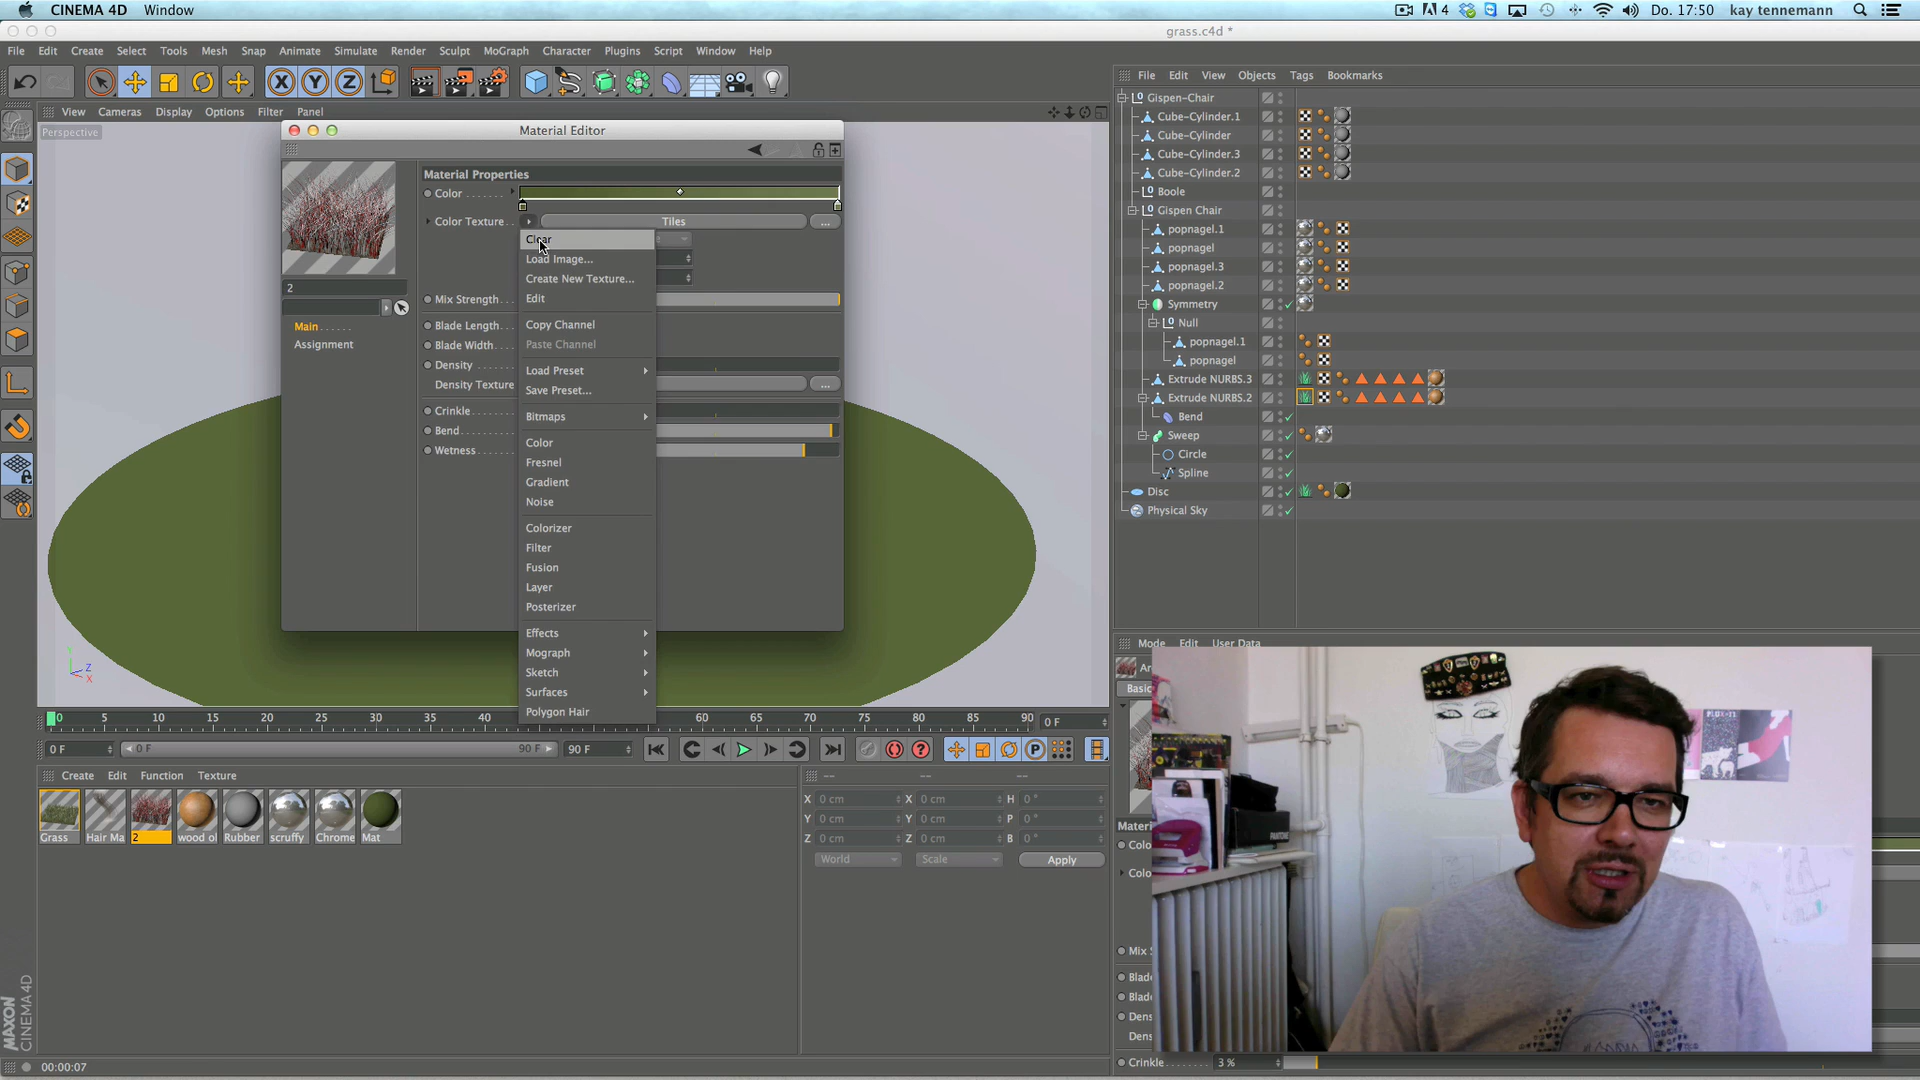 CINEMA 4D Window 4 Do. 17:50 kay tennemann
grass.c4d *
File Edit Create Select Tools Mesh Snap Animate Simulate Render Sculpt MoGraph Character Plugins Script Window Help
X Y Z
File Edit View Objects Tags Bookmarks
View Cameras Display Options Filter Panel
Perspective
Material Editor
2
Main
Assignment
Material Properties
Color
Color Texture Tiles ...
Mix Strength
Blade Length
Blade Width
Density
Density Texture ...
Crinkle
Bend
Wetness
Clear
Load Image...
Create New Texture...
Edit
Copy Channel
Paste Channel
Load Preset
Save Preset...
Bitmaps
Color
Fresnel
Gradient
Noise
Colorizer
Filter
Fusion
Layer
Posterizer
Effects
Mograph
Sketch
Surfaces
Polygon Hair
Gispen-Chair
Cube-Cylinder.1
Cube-Cylinder
Cube-Cylinder.3
Cube-Cylinder.2
Boole
Gispen Chair
popnagel.1
popnagel
popnagel.3
popnagel.2
Symmetry
Null
popnagel.1
popnagel
Extrude NURBS.3
Extrude NURBS.2
Bend
Sweep
Circle
Spline
Disc
Physical Sky
Y Z X
0 5 10 15 20 25 30 35 40 60 65 70 75 80 85 90 0 F
0 F 0 F 90 F 90 F
P
Create Edit Function Texture
Grass Hair Ma 2 wood ol Rubber scruffy Chrome Mat
-- -- --
X 0 cm X 0 cm H 0 °
Y 0 cm Y 0 cm P 0 °
Z 0 cm Z 0 cm B 0 °
World Scale Apply
Mode Edit User Data
Basic
Materi
Colo
Colo
Mix S
Blade
Blade
Dens
Dens
Crinkle 3 %
MAXON
CINEMA 4D
00:00:07